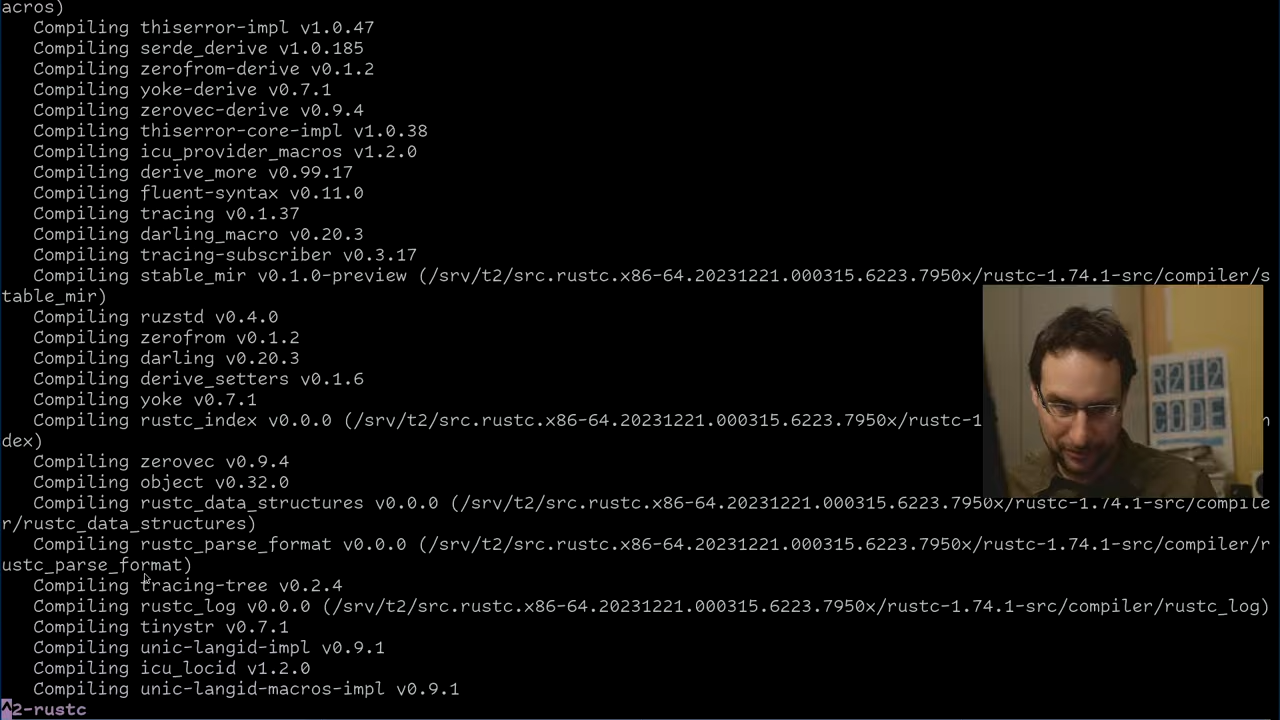 acros)
   Compiling thiserror-impl v1.0.47
   Compiling serde_derive v1.0.185
   Compiling zerofrom-derive v0.1.2
   Compiling yoke-derive v0.7.1
   Compiling zerovec-derive v0.9.4
   Compiling thiserror-core-impl v1.0.38
   Compiling icu_provider_macros v1.2.0
   Compiling derive_more v0.99.17
   Compiling fluent-syntax v0.11.0
   Compiling tracing v0.1.37
   Compiling darling_macro v0.20.3
   Compiling tracing-subscriber v0.3.17
   Compiling stable_mir v0.1.0-preview (/srv/t2/src.rustc.x86-64.20231221.000315.6223.7950x/rustc-1.74.1-src/compiler/s
table_mir)
   Compiling ruzstd v0.4.0
   Compiling zerofrom v0.1.2
   Compiling darling v0.20.3
   Compiling derive_setters v0.1.6
   Compiling yoke v0.7.1
   Compiling rustc_index v0.0.0 (/srv/t2/src.rustc.x86-64.20231221.000315.6223.7950x/rustc-1
dex)
   Compiling zerovec v0.9.4
   Compiling object v0.32.0
   Compiling rustc_data_structures v0.0.0 (/srv/t2/src.rustc.x86-64.20231221.000315.6223.7950x/rustc-1.74.1-src/compile
r/rustc_data_structures)
   Compiling rustc_parse_format v0.0.0 (/srv/t2/src.rustc.x86-64.20231221.000315.6223.7950x/rustc-1.74.1-src/compiler/r
ustc_parse_format)
   Compiling tracing-tree v0.2.4
   Compiling rustc_log v0.0.0 (/srv/t2/src.rustc.x86-64.20231221.000315.6223.7950x/rustc-1.74.1-src/compiler/rustc_log)
   Compiling tinystr v0.7.1
   Compiling unic-langid-impl v0.9.1
   Compiling icu_locid v1.2.0
   Compiling unic-langid-macros-impl v0.9.1
^2-rustc
CODE